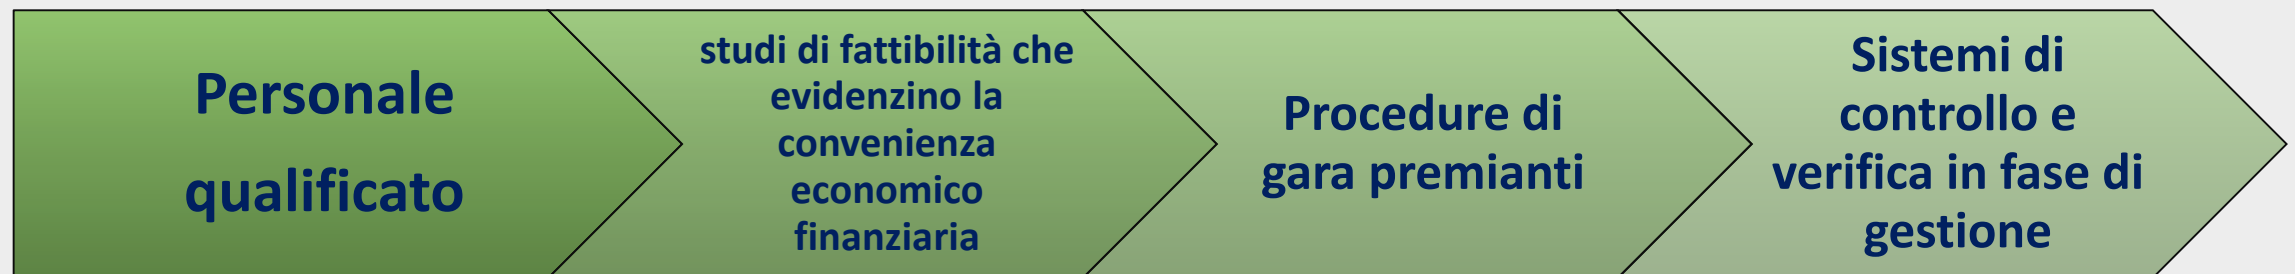 Personale
qualificato
studi di fattibilità che
evidenzino la
convenienza
economico
finanziaria
Procedure di
gara premianti
Sistemi di
controllo e
verifica in fase di
gestione